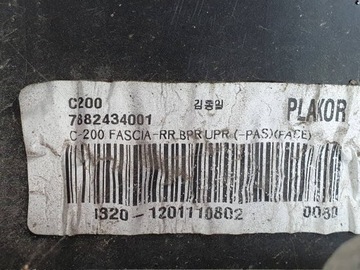 C200 김종일 PLAKOR
7882434001
C-200 FASCIA-RR.BPR UPR (-PAS)(FACE)
I320-1201110802 0080